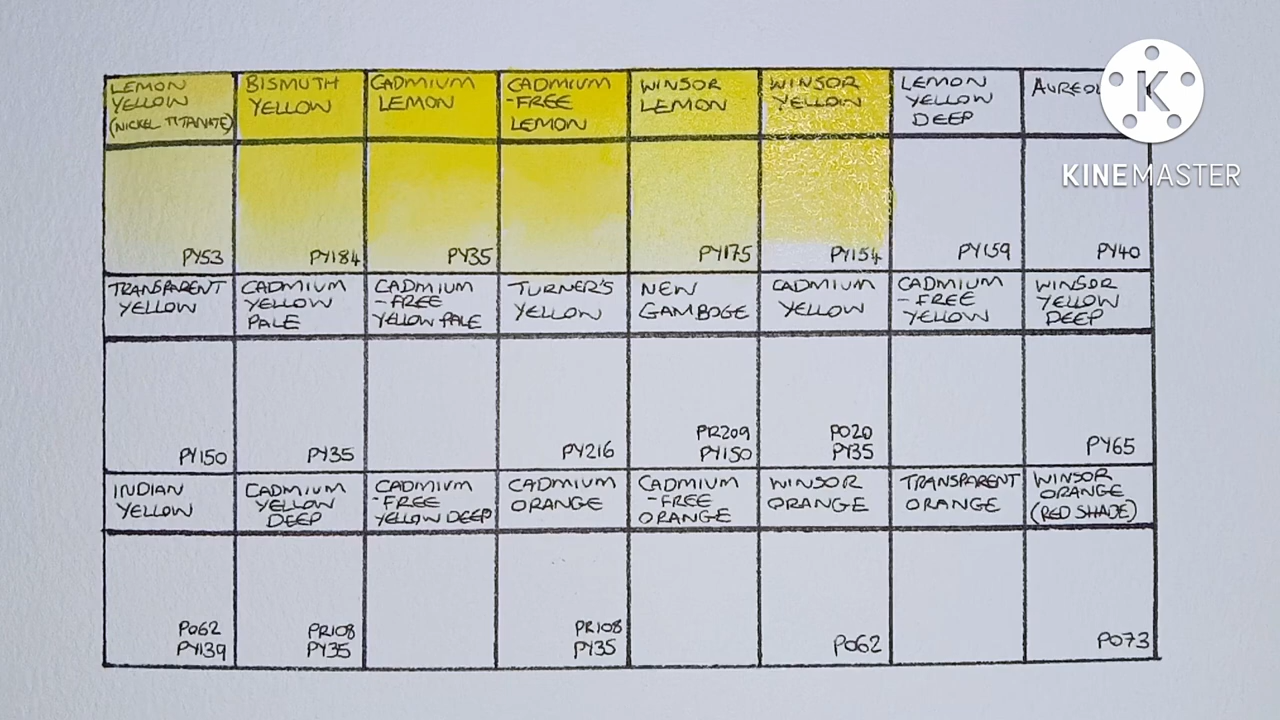 LEMON
YELLOW
(NICKEL TITANATE)
BISMUTH
YELLOW
CADMIUM
LEMON
CADMIUM
-FREE
LEMON
WINSOR
LEMON
WINSOR
YELLOW
LEMON
YELLOW
DEEP
K
KINEMASTER
PY53
PY184
PY35
PY175
PY154
PY159
PY40
TRANSPARENT
YELLOW
CADMIUM
YELLOW
PALE
CADMIUM
-FREE
YELLOW PALE
TURNER'S
YELLOW
NEW
GAMBOGE
CADMIUM
YELLOW
CADMIUM
-FREE
YELLOW
WINSOR
YELLOW
DEEP
PY150
PY35
PY216
PR209
PY150
PO20
PY35
PY65
INDIAN
YELLOW
CADMIUM
YELLOW
DEEP
CADMIUM
-FREE
YELLOW DEEP
CADMIUM
ORANGE
CADMIUM
-FREE
ORANGE
WINSOR
ORANGE
TRANSPARENT
ORANGE
WINSOR
ORANGE
(RED SHADE)
PO62
PY139
PR108
PY35
PR108
PY35
PO62
PO73